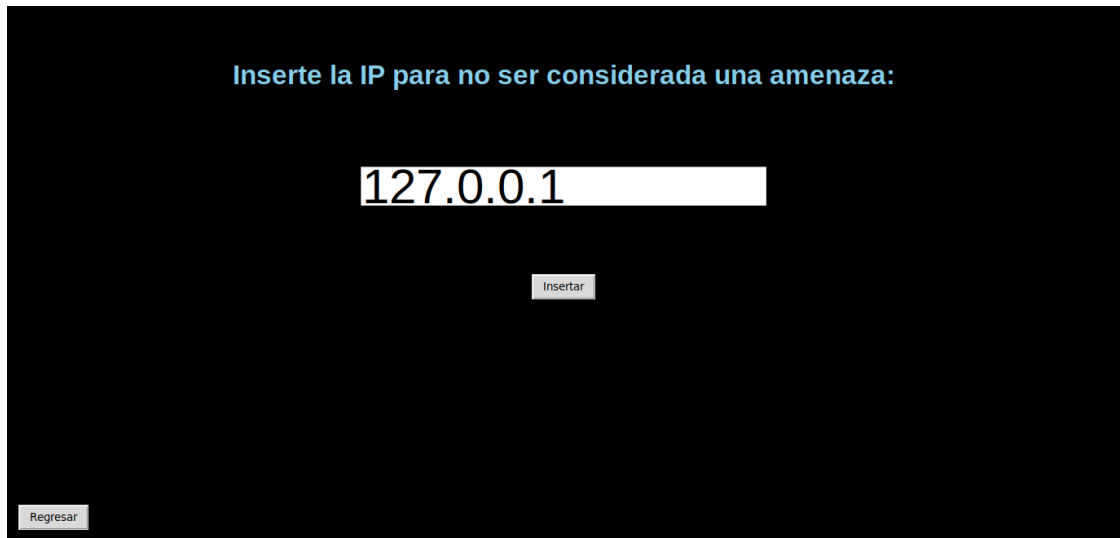 Inserte la IP para no ser considerada una amenaza:
127.0.0.1
Insertar
Regresar